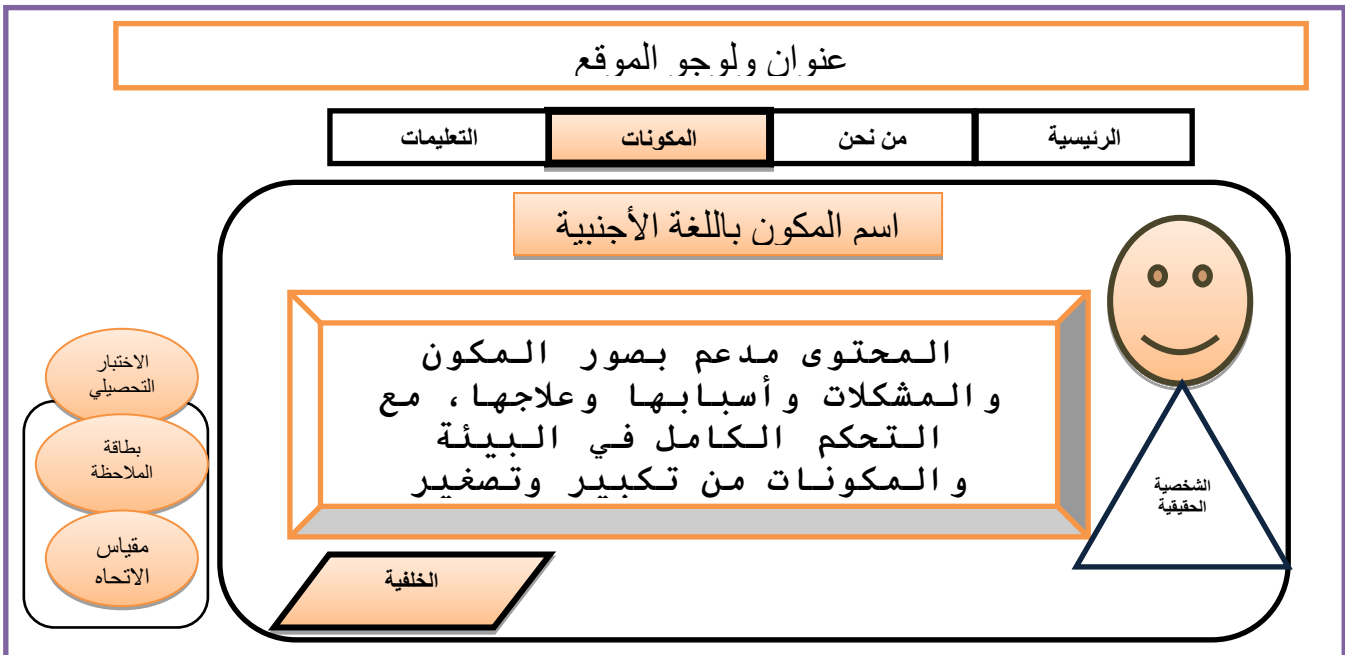 عنوان ولوجو الموقع
الرئيسية
من نحن
المكونات
التعليمات
اسم المكون باللغة الأجنبية
المحتوى مدعم بصور المكون
والمشكلات وأسبابها وعلاجها، مع
التحكم الكامل في البيئة
والمكونات من تكبير وتصغير
الشخصية
الحقيقية
الخلفية
الاختبار
التحصيلي
بطاقة
الملاحظة
مقياس
الاتجاه